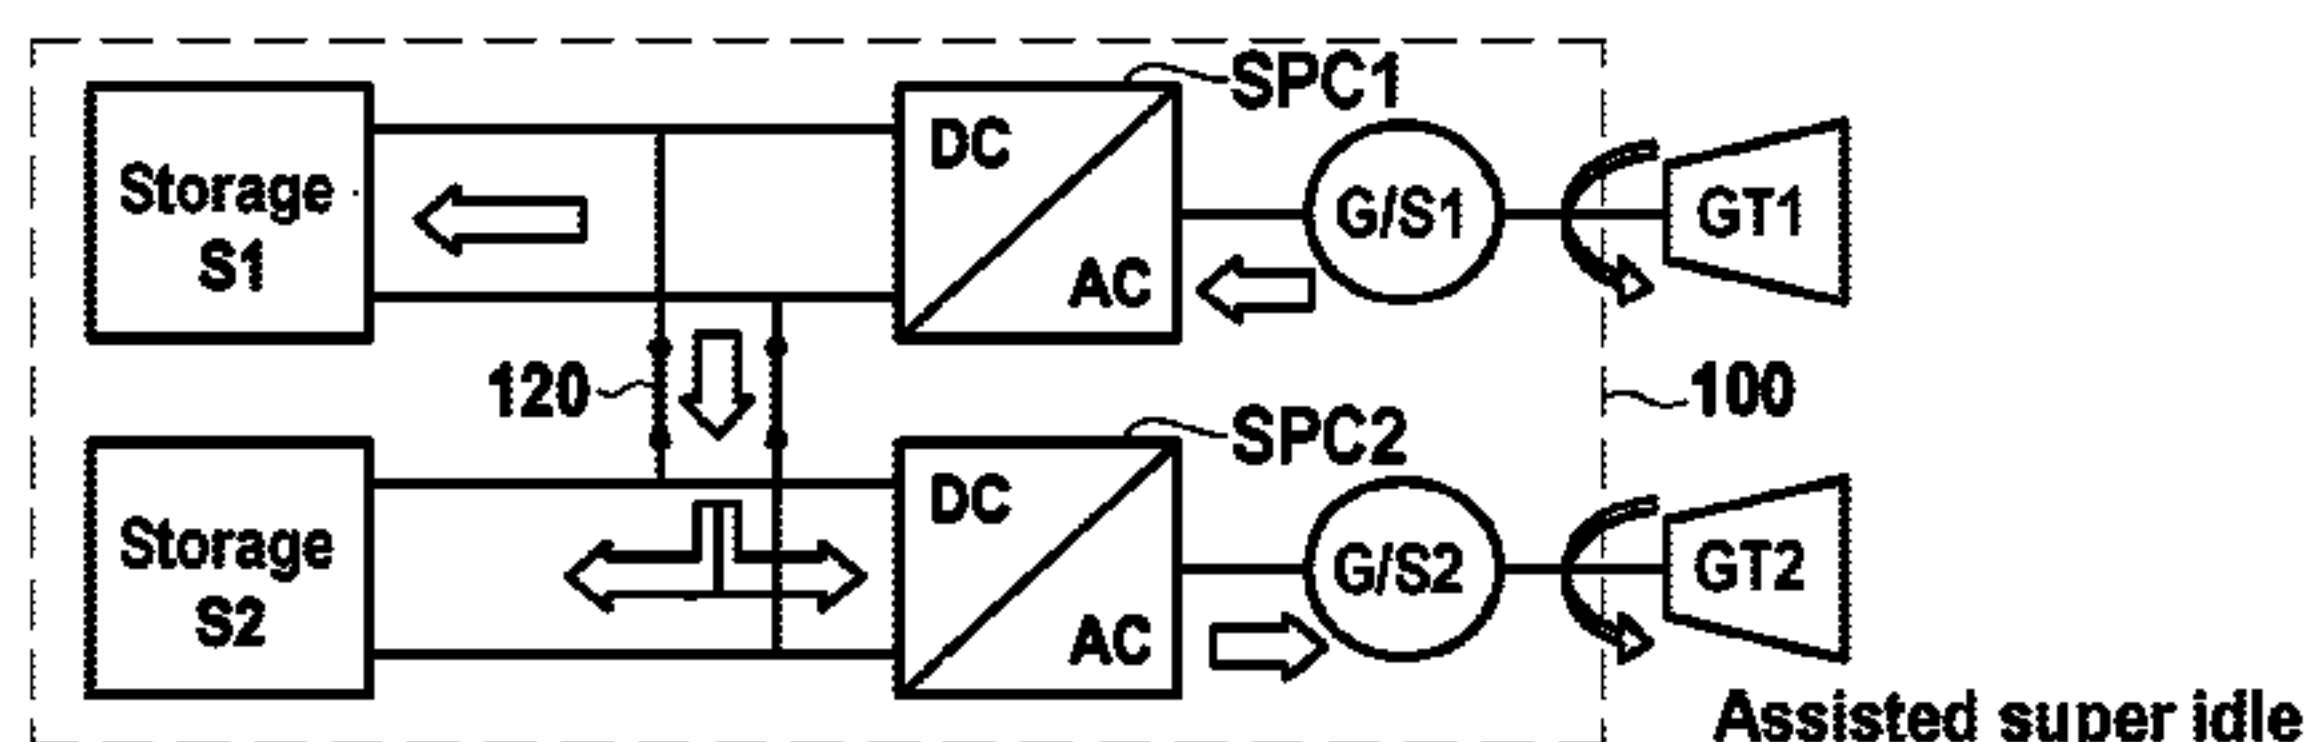 SPC1
DC
Storage
S1
AC
G/S1
GT1
120
100
SPC2
DC
Storage
S2
AC
G/S2
GT2
Assisted super idle